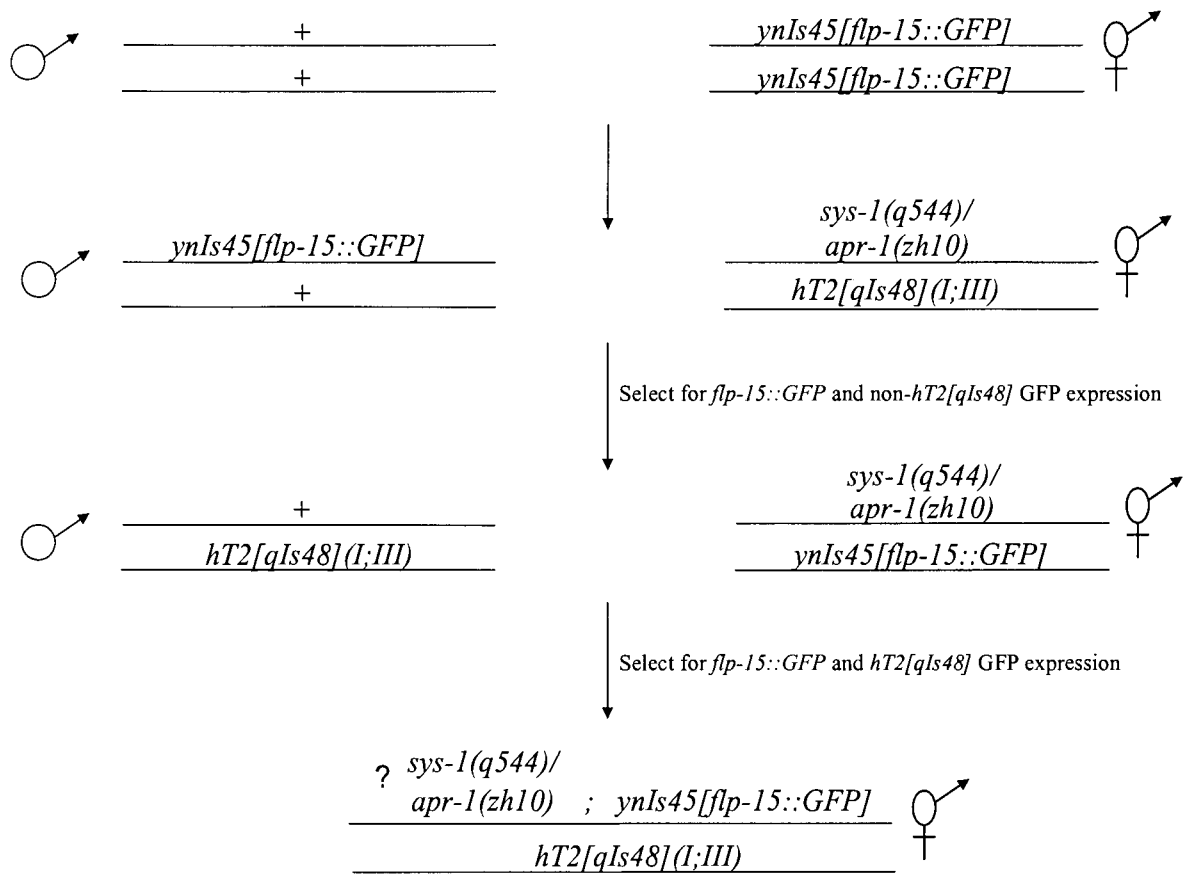 +
+
ynIs45[flp-15::GFP]
ynIs45[flp-15::GFP]
ynIs45[flp-15::GFP]
+
sys-1(q544)/
apr-1(zh10)
hT2[qIs48](I;III)
Select for flp-15::GFP and non-hT2[qIs48] GFP expression
+
hT2[qIs48](I;III)
sys-1(q544)/
apr-1(zh10)
ynIs45[flp-15::GFP]
Select for flp-15::GFP and hT2[qIs48] GFP expression
? sys-1(q544)/
apr-1(zh10) ; ynIs45[flp-15::GFP]
hT2[qIs48](I;III)